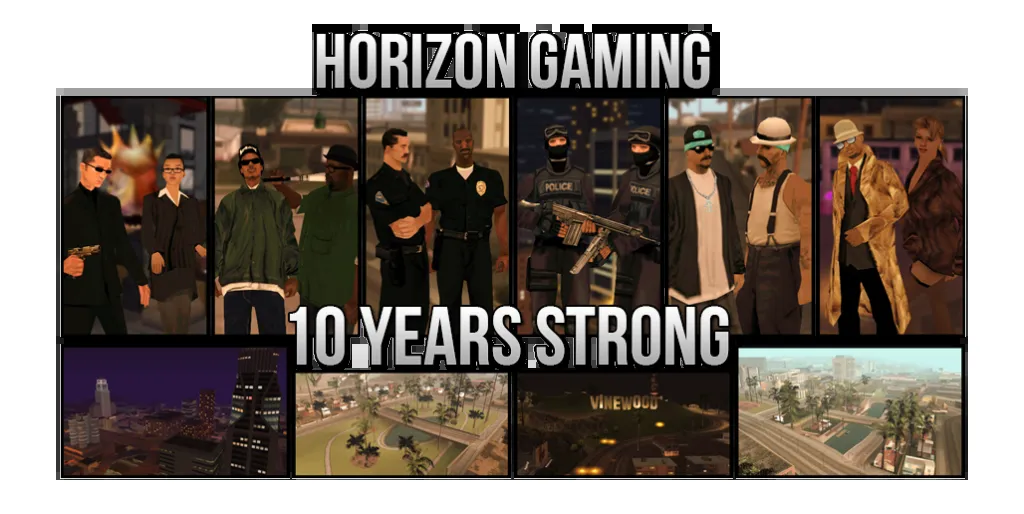 HORIZON GAMING
POLICE
POLICE
10 YEARS STRONG
VINEWOOD